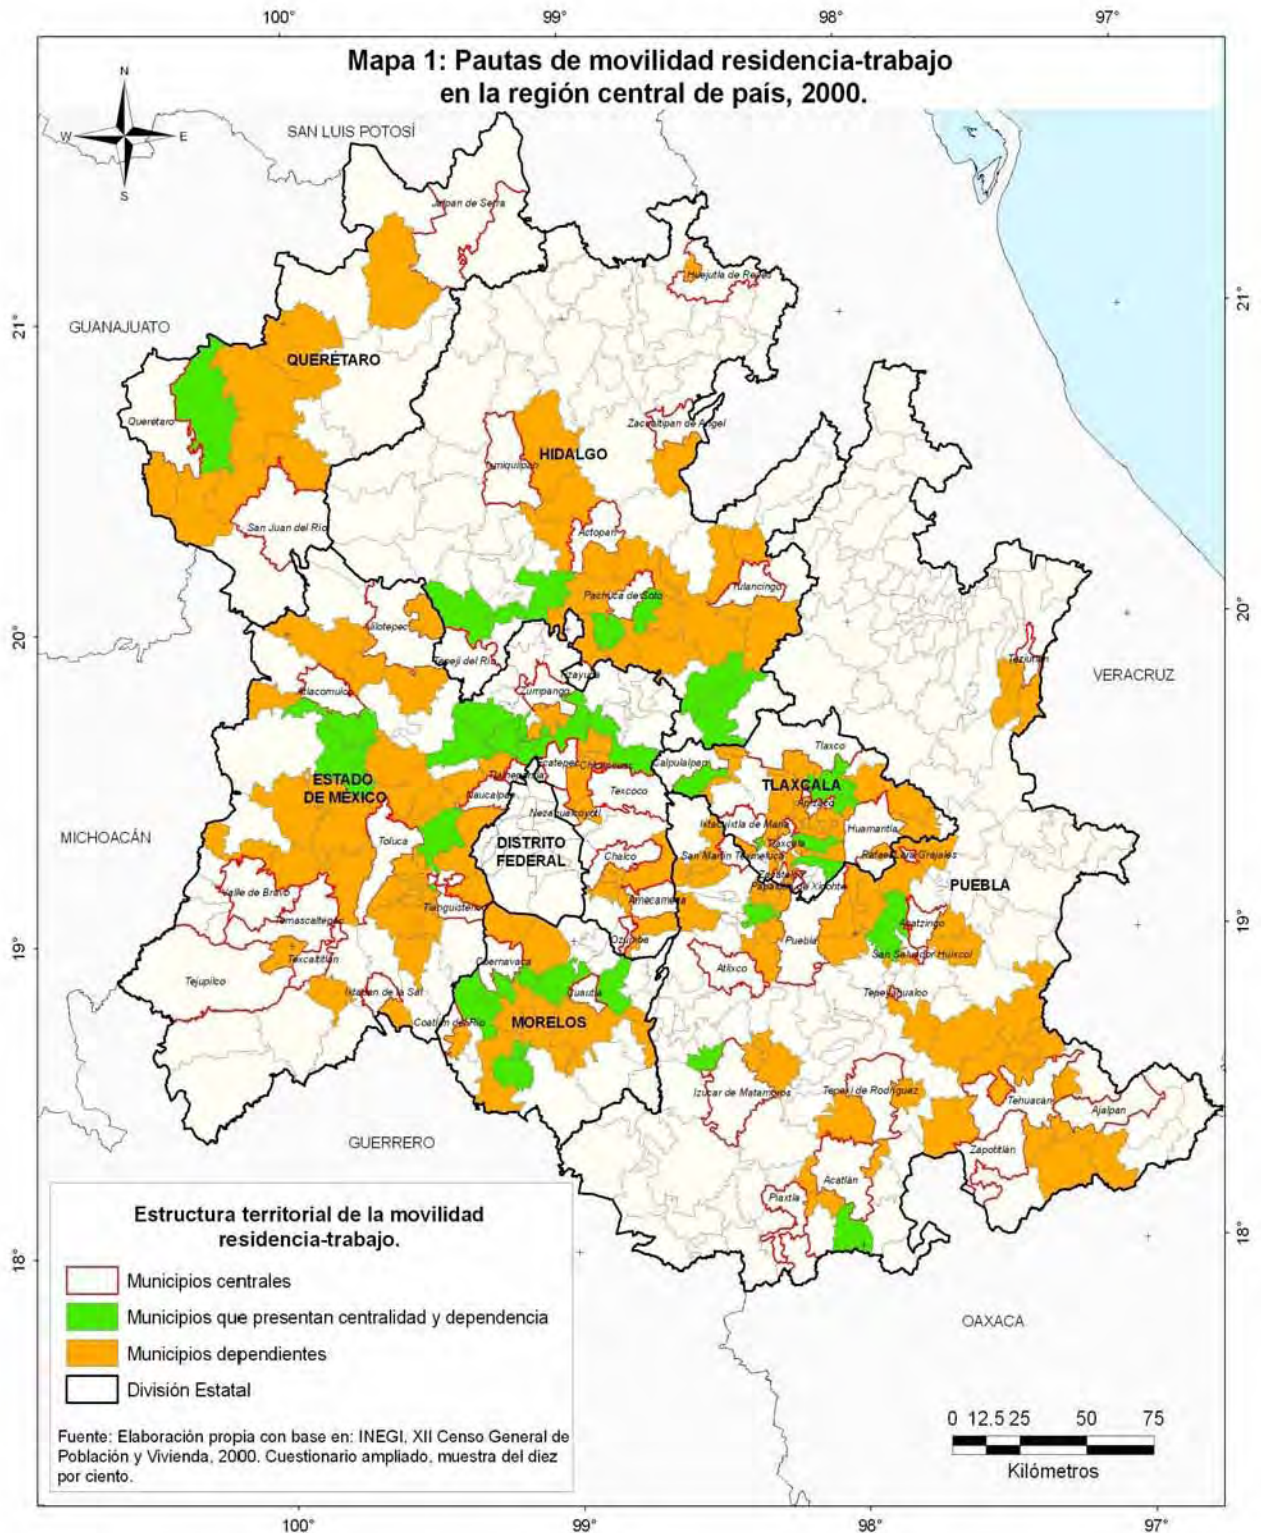 100°
99°
98°
97°
Mapa 1: Pautas de movilidad residencia-trabajo
en la región central de país, 2000.
N
W
E
S
SAN LUIS POTOSÍ
Jalpan de Serra
Huejutla de Reyes
21°
21°
GUANAJUATO
QUERÉTARO
Querétaro
Zacualtipan de Angel
HIDALGO
Ixmiquilpan
San Juan del Río
Actopan
Pachuca de Soto
Tulancingo
20°
20°
Jilotepec
Tepeji del Río
Teziutlán
VERACRUZ
Atlacomulco
Zumpango
Tizayuca
Tlaxco
Ecatepec
Calpulalpan
ESTADO
DE MÉXICO
Tlalnepantla
Naucalpan
Texcoco
TLAXCALA
Apizaco
Nezahualcoyotl
Ixtacuixtla de Maria
Huamantla
MICHOACÁN
Toluca
DISTRITO
FEDERAL
Chalco
San Martín Texmelucan
Tlaxcala
Rafael Lara Grajales
Zacatelco
Papalotla de Xicohte
PUEBLA
Valle de Bravo
Tianguistenco
Amecameca
Temascaltepec
Acatzingo
19°
19°
Ozumba
Puebla
San Salvador Huixcol
Texcaltitlán
Cuernavaca
Atlixco
Tejupilco
Ixtapan de la Sal
Cuautla
Tepeyahualco
Coatlán del Río
MORELOS
Izúcar de Matamoros
Tepexi de Rodríguez
Tehuacan
Ajalpan
GUERRERO
Zapotitlán
Acatlán
Piaxtla
18°
18°
OAXACA
Estructura territorial de la movilidad
residencia-trabajo.
Municipios centrales
Municipios que presentan centralidad y dependencia
Municipios dependientes
División Estatal
Fuente: Elaboración propia con base en: INEGI, XII Censo General de
Población y Vivienda, 2000. Cuestionario ampliado, muestra del diez
por ciento.
0 12.5 25 50 75
Kilómetros
100°
99°
98°
97°